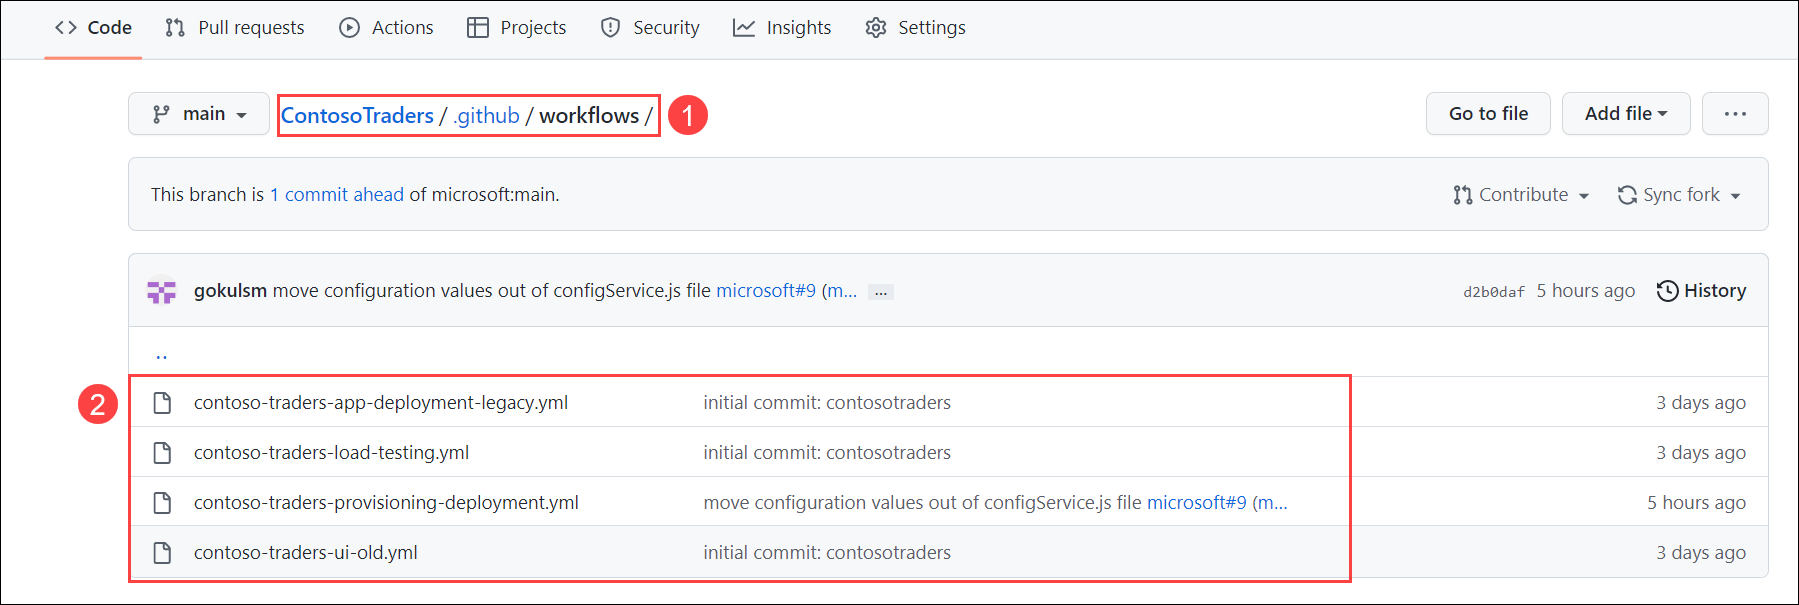 Code Pull requests Actions Projects Security Insights Settings
main ContosoTraders / .github / workflows / 1 Go to file Add file ...
This branch is 1 commit ahead of microsoft:main. Contribute Sync fork
gokulsm move configuration values out of configService.js file microsoft#9 (m... ... d2b0daf 5 hours ago History
..
2 contoso-traders-app-deployment-legacy.yml initial commit: contosotraders 3 days ago
contoso-traders-load-testing.yml initial commit: contosotraders 3 days ago
contoso-traders-provisioning-deployment.yml move configuration values out of configService.js file microsoft#9 (m... 5 hours ago
contoso-traders-ui-old.yml initial commit: contosotraders 3 days ago